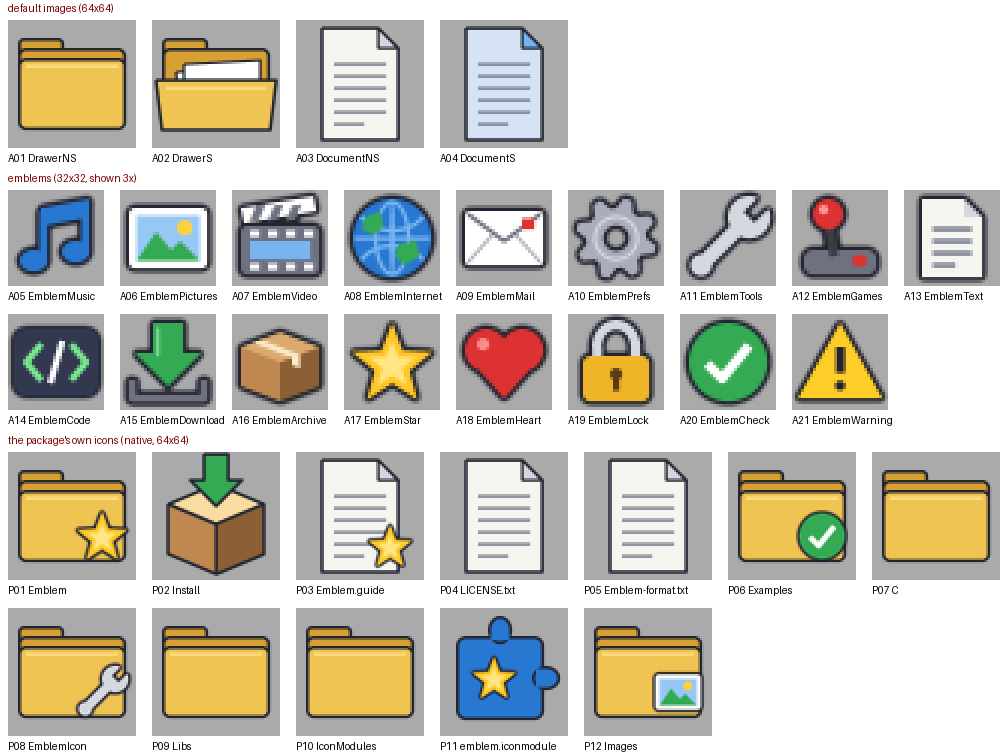 default images (64x64)
A01 DrawerNS A02 DrawerS A03 DocumentNS A04 DocumentS
emblems (32x32, shown 3x)
A05 EmblemMusic A06 EmblemPictures A07 EmblemVideo A08 EmblemInternet A09 EmblemMail A10 EmblemPrefs A11 EmblemTools A12 EmblemGames A13 EmblemText
A14 EmblemCode A15 EmblemDownload A16 EmblemArchive A17 EmblemStar A18 EmblemHeart A19 EmblemLock A20 EmblemCheck A21 EmblemWarning
the package's own icons (native, 64x64)
P01 Emblem P02 Install P03 Emblem.guide P04 LICENSE.txt P05 Emblem-format.txt P06 Examples P07 C
P08 EmblemIcon P09 Libs P10 IconModules P11 emblem.iconmodule P12 Images